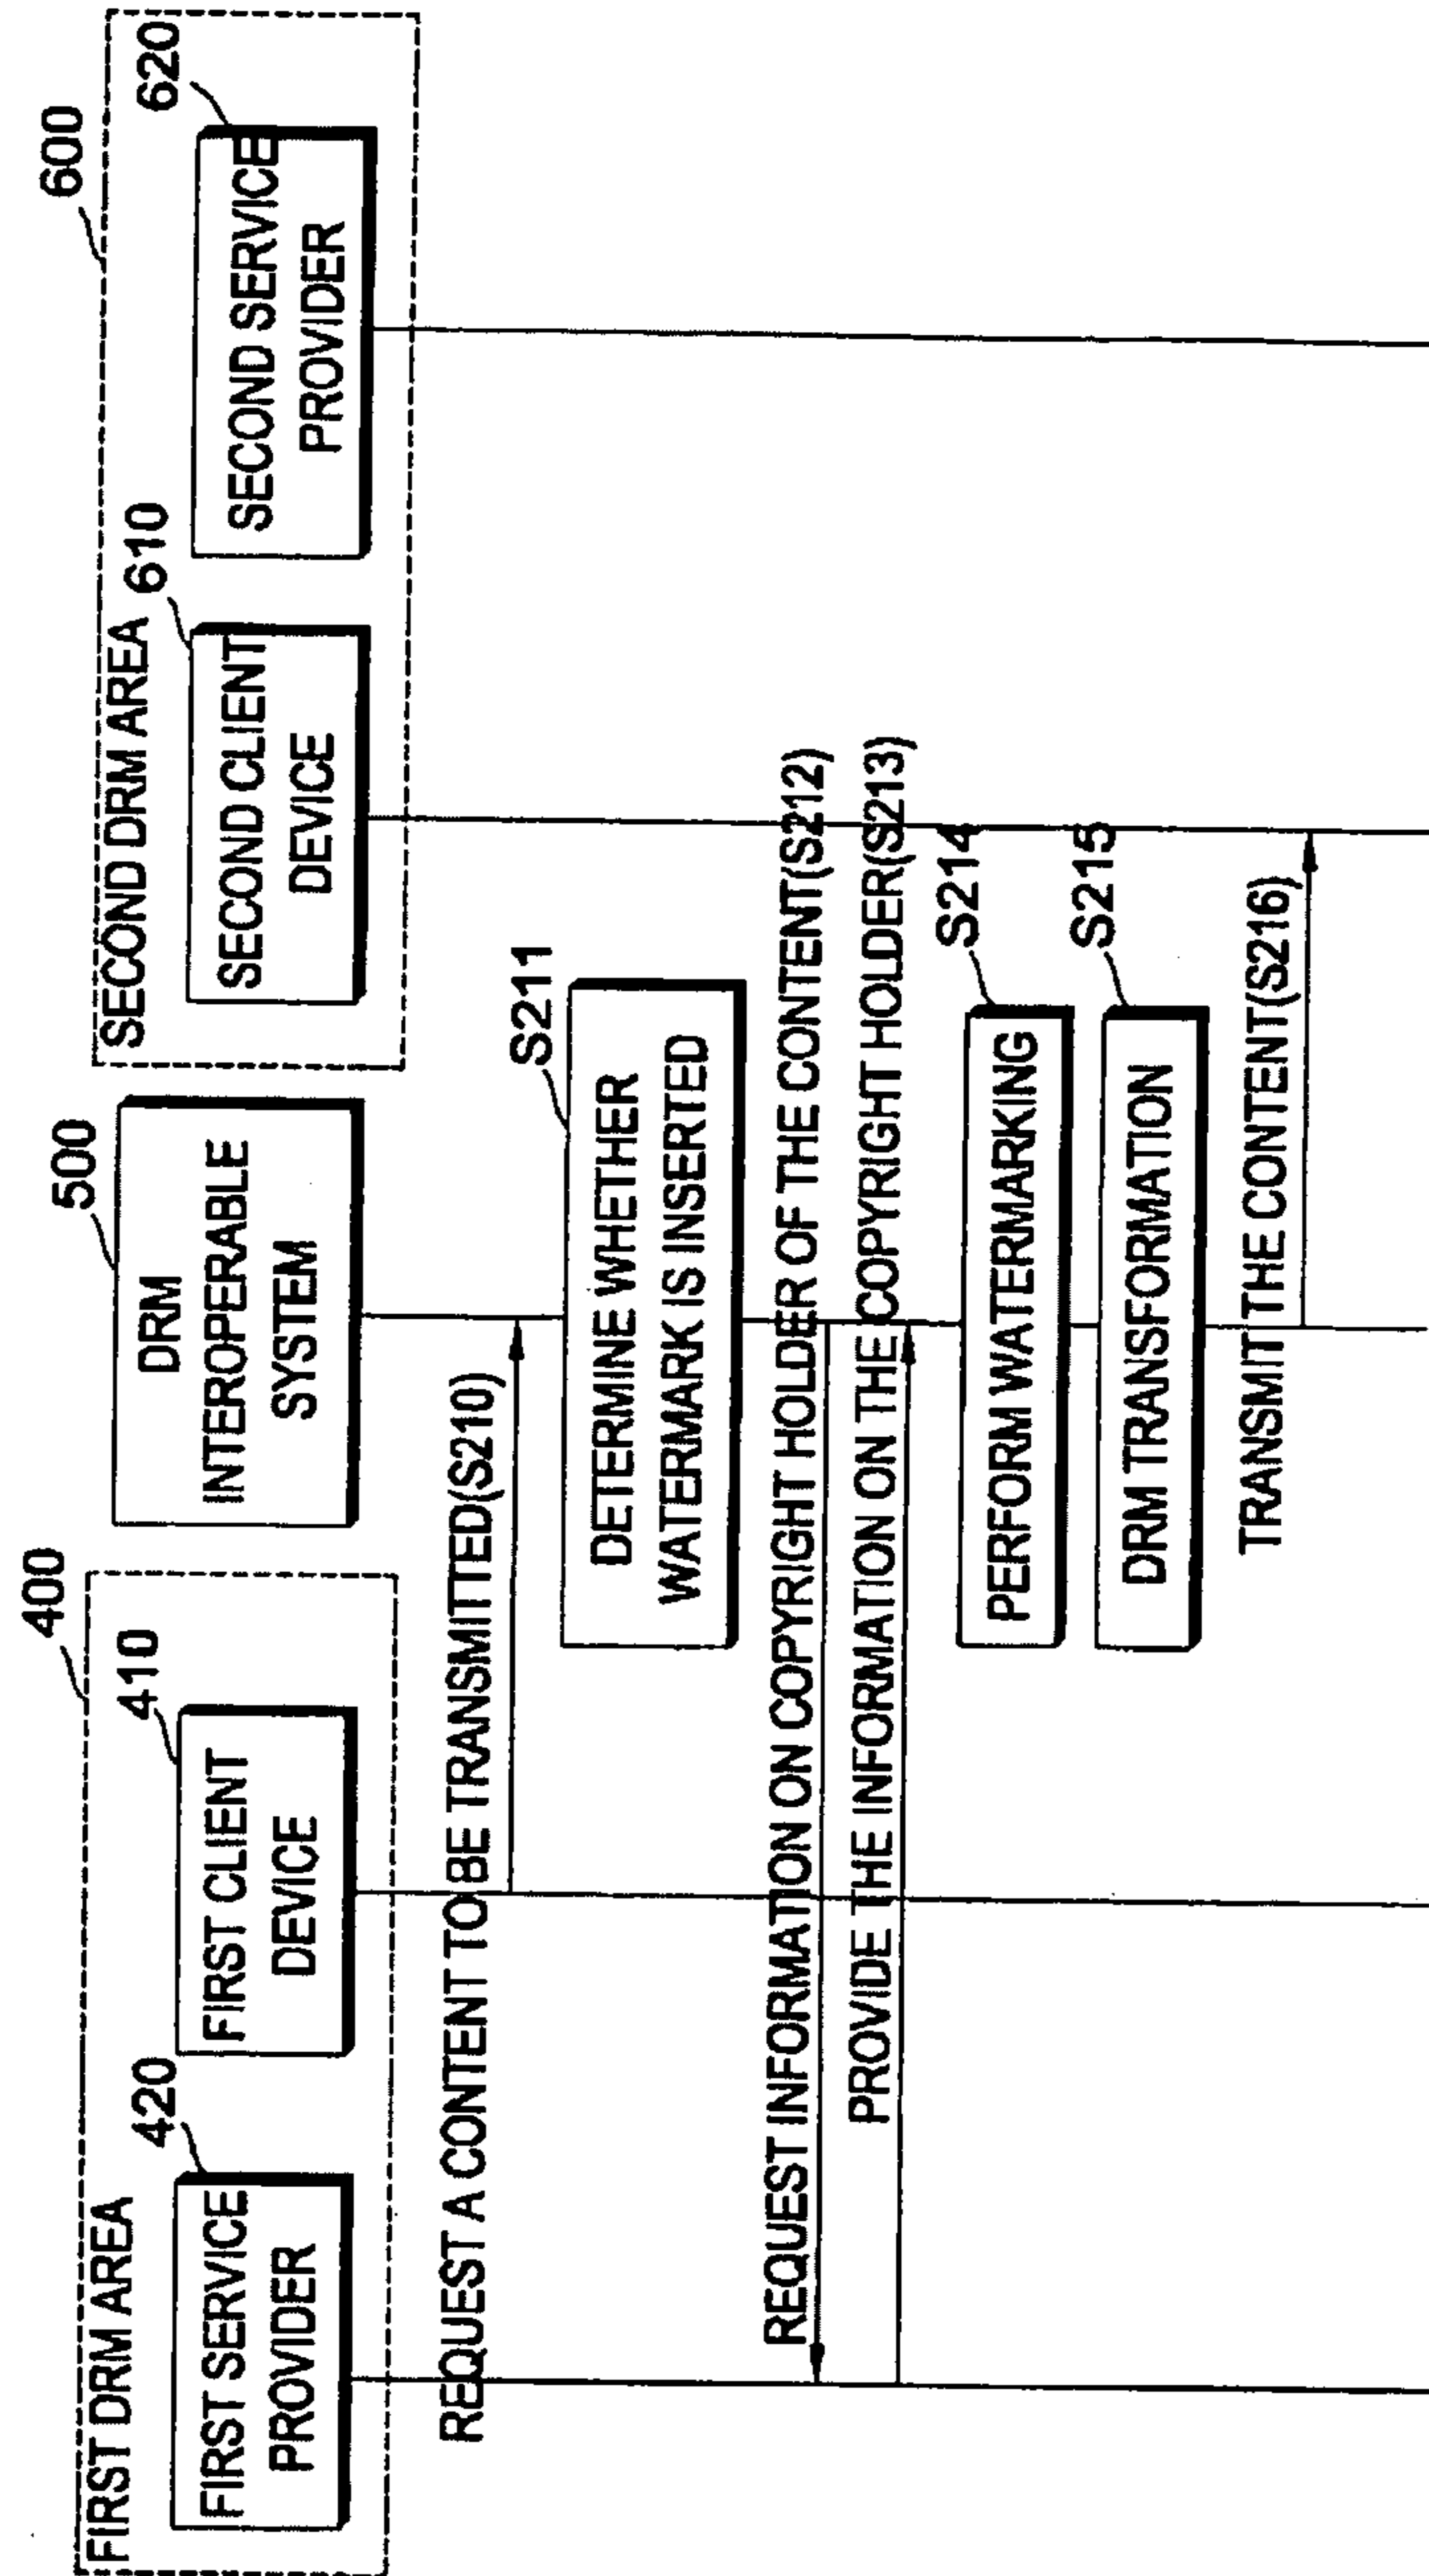 400
FIRST DRM AREA
420
FIRST SERVICE
PROVIDER
410
FIRST CLIENT
DEVICE
500
DRM
INTEROPERABLE
SYSTEM
600
SECOND DRM AREA
610
SECOND CLIENT
DEVICE
620
SECOND SERVICE
PROVIDER
REQUEST A CONTENT TO BE TRANSMITTED(S210)
S211
DETERMINE WHETHER
WATERMARK IS INSERTED
REQUEST INFORMATION ON COPYRIGHT HOLDER OF THE CONTENT(S212)
PROVIDE THE INFORMATION ON THE COPYRIGHT HOLDER(S213)
S214
PERFORM WATERMARKING
S215
DRM TRANSFORMATION
TRANSMIT THE CONTENT(S216)